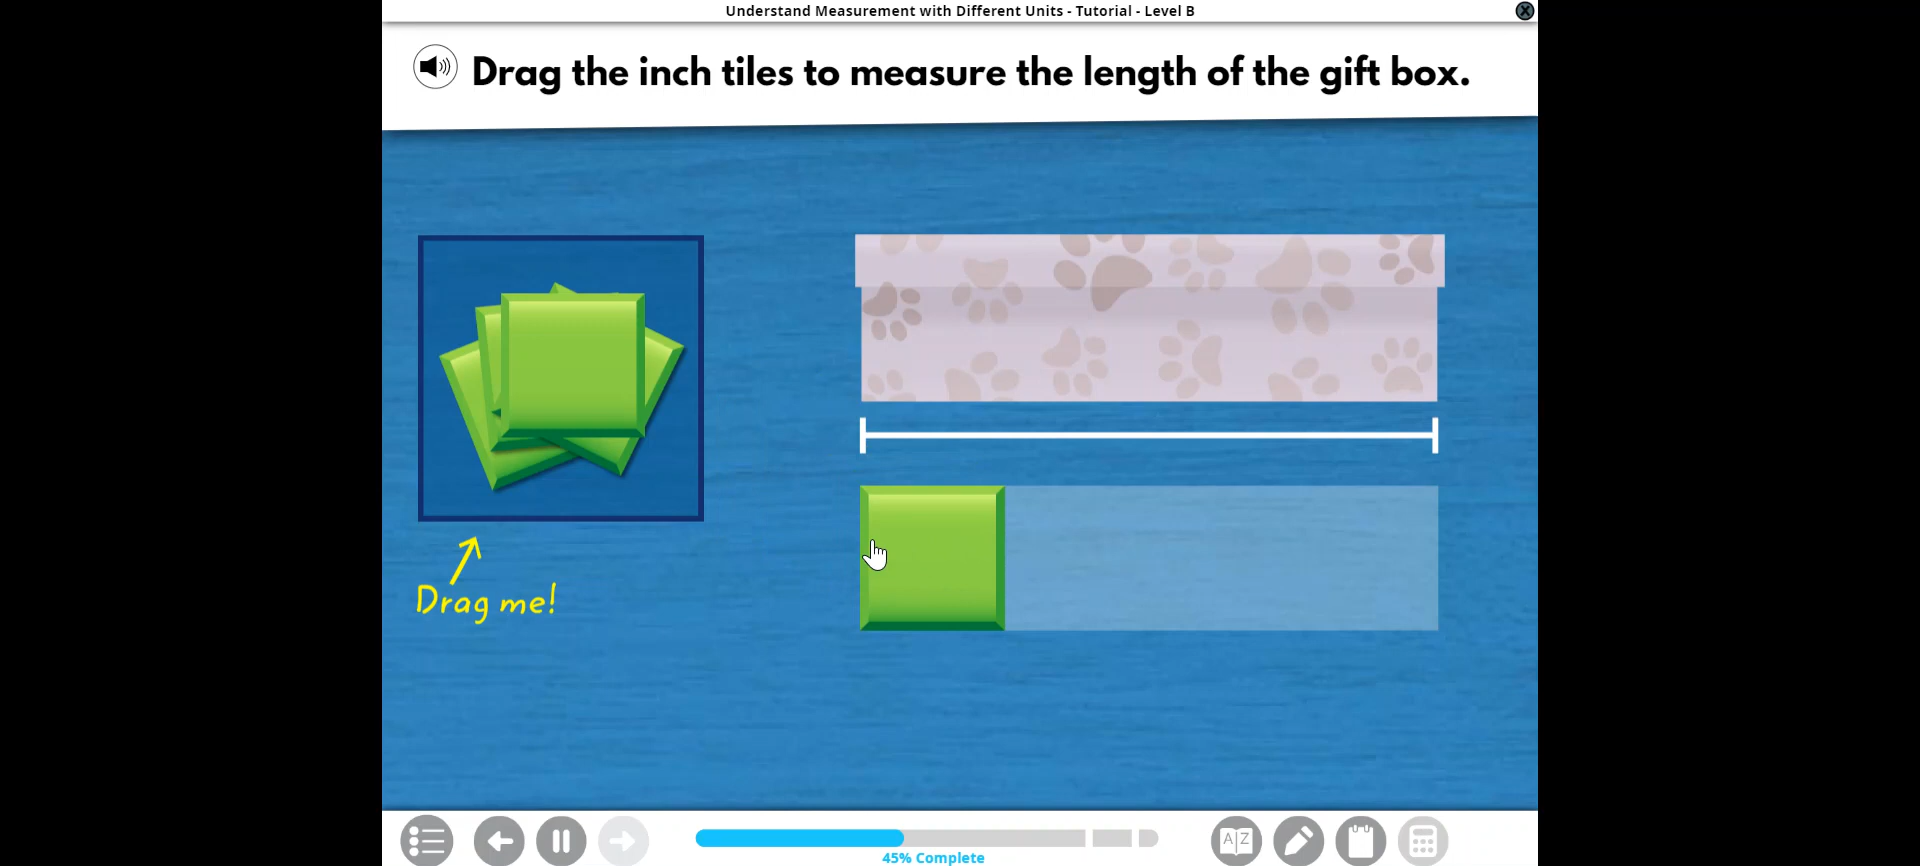 Understand Measurement with Different Units - Tutorial - Level B
Drag the inch tiles to measure the length of the gift box.
Drag me!
A|Z
45% Complete